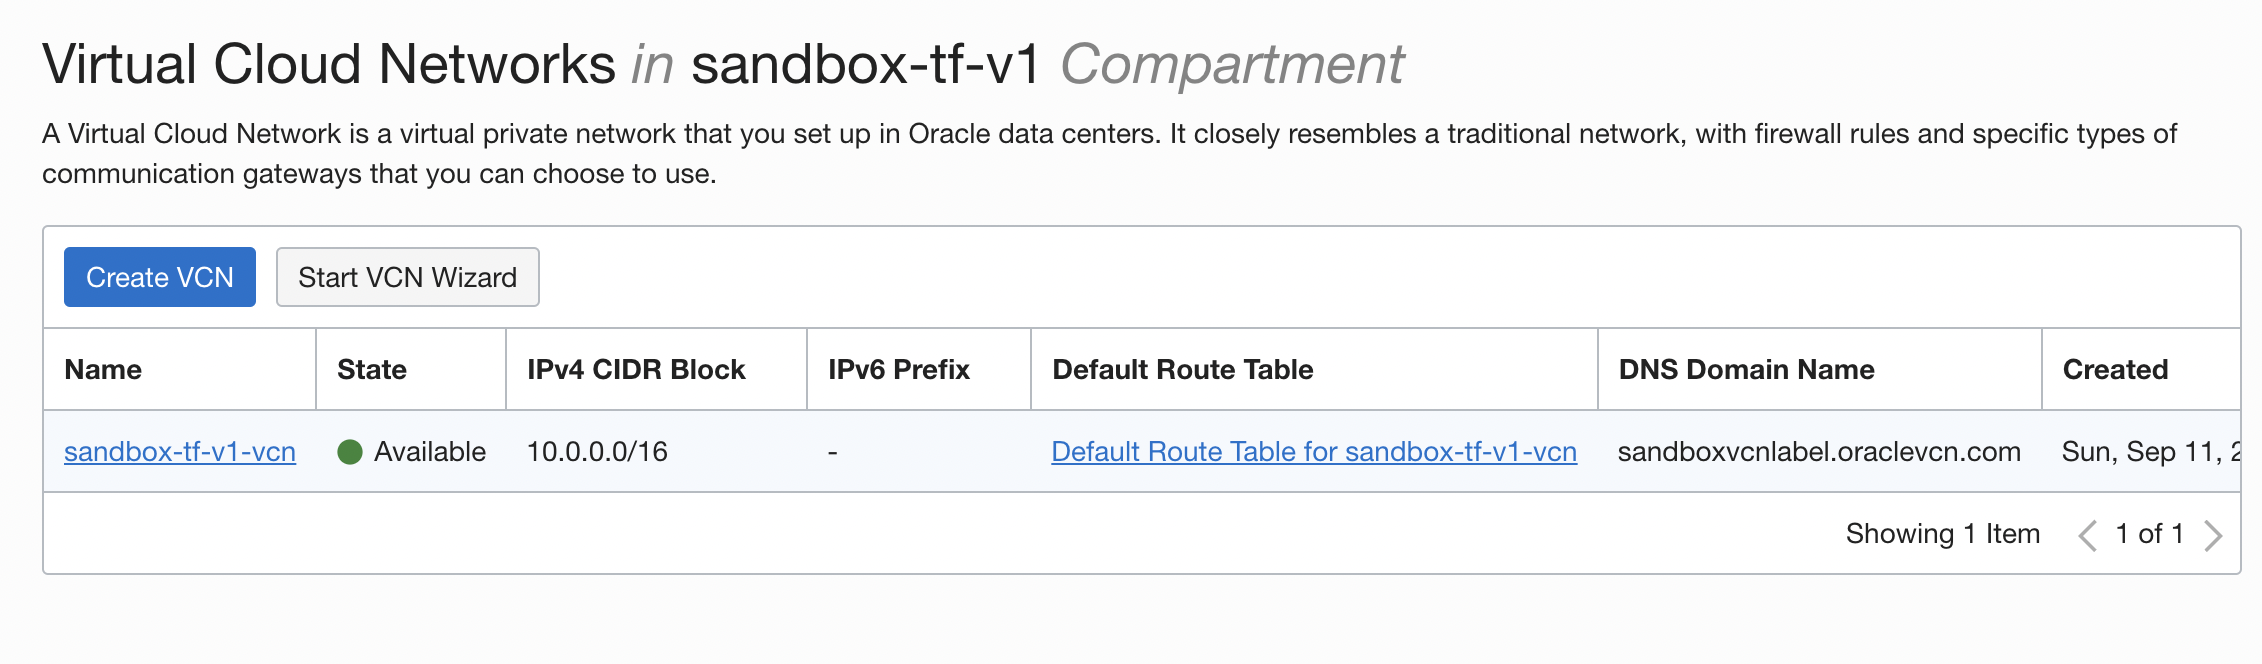 Virtual Cloud Networks in sandbox-tf-v1 Compartment
A Virtual Cloud Network is a virtual private network that you set up in Oracle data centers. It closely resembles a traditional network, with firewall rules and specific types of
communication gateways that you can choose to use.
Create VCN Start VCN Wizard
Name State IPv4 CIDR Block IPv6 Prefix Default Route Table DNS Domain Name Created
sandbox-tf-v1-vcn Available 10.0.0.0/16 - Default Route Table for sandbox-tf-v1-vcn sandboxvcnlabel.oraclevcn.com Sun, Sep 11,
Showing 1 Item < 1 of 1 >